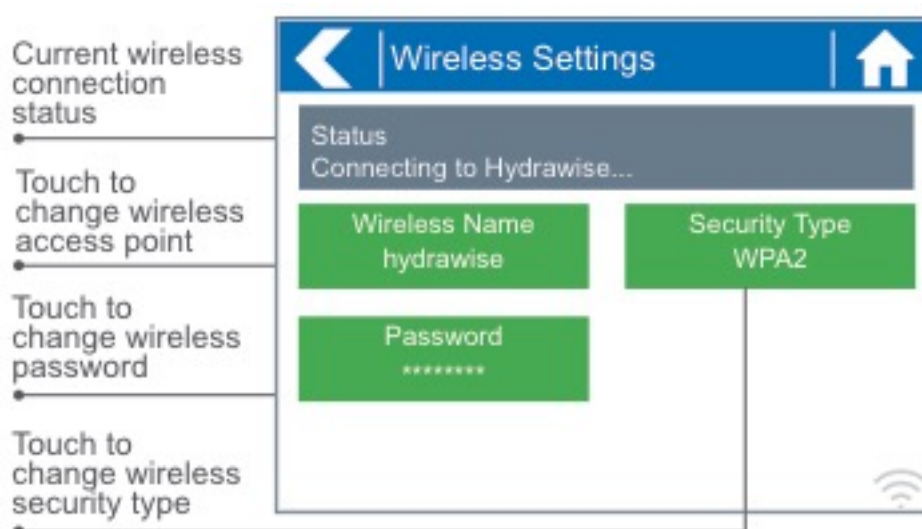 Current wireless
connection
status
Touch to
change wireless
access point
Touch to
change wireless
password
Touch to
change wireless
security type
Wireless Settings
Status
Connecting to Hydrawise...
Wireless Name
hydrawise
Security Type
WPA2
Password
********